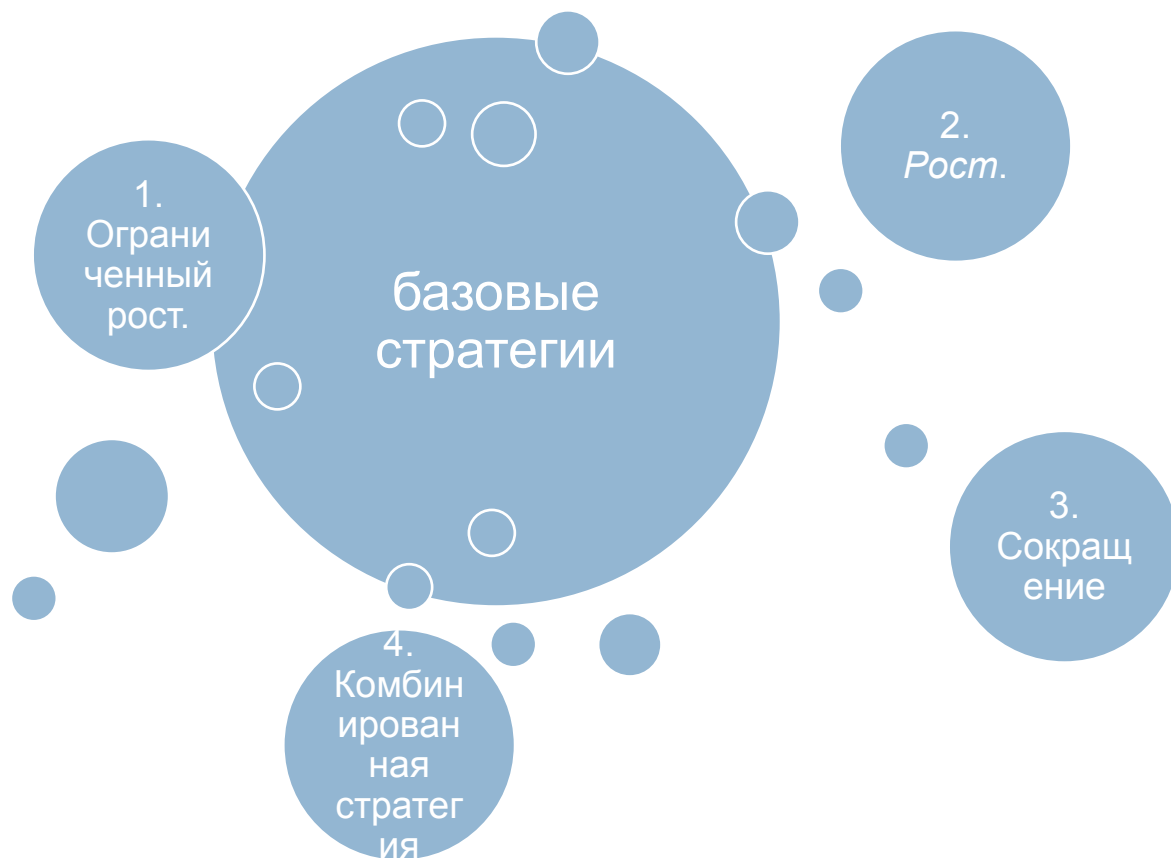 базовые
стратегии
1.
Ограни
ченный
рост.
2.
Рост.
3.
Сокращ
ение
4.
Комбин
ирован
ная
стратег
ия